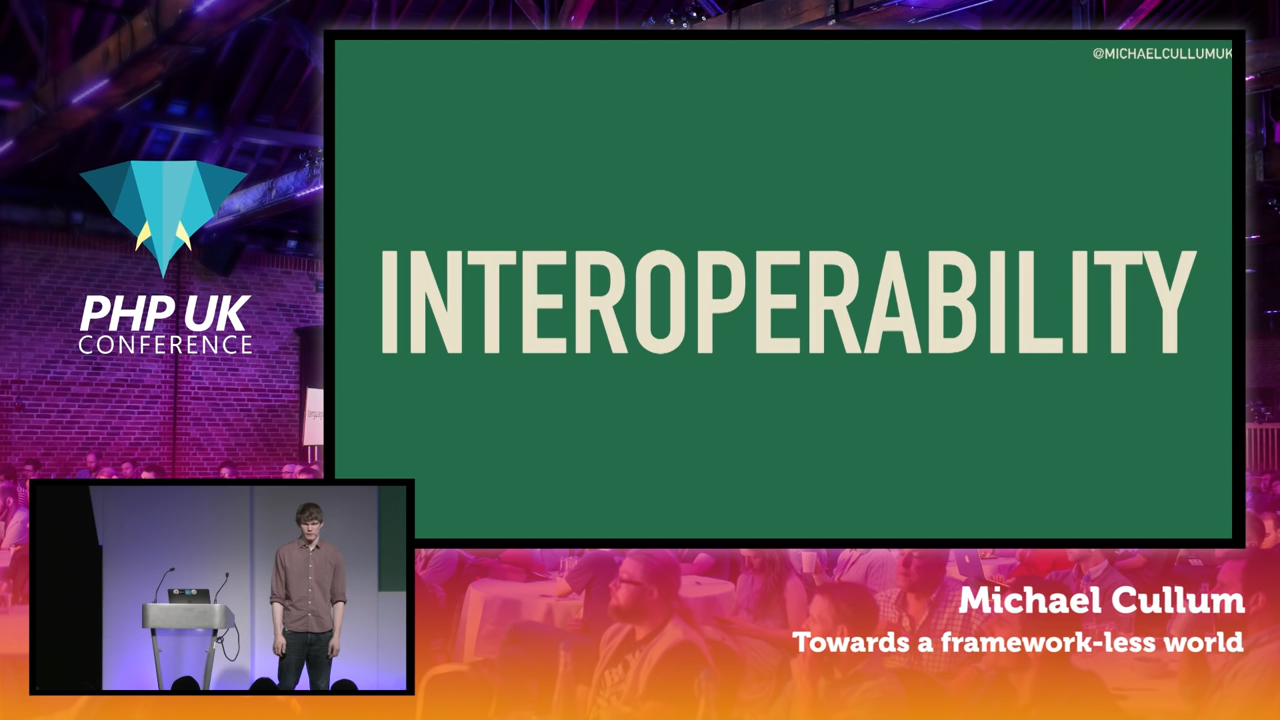 @MICHAELCULLUMUK
INTEROPERABILITY
PHP UK
CONFERENCE
Michael Cullum
Towards a framework-less world